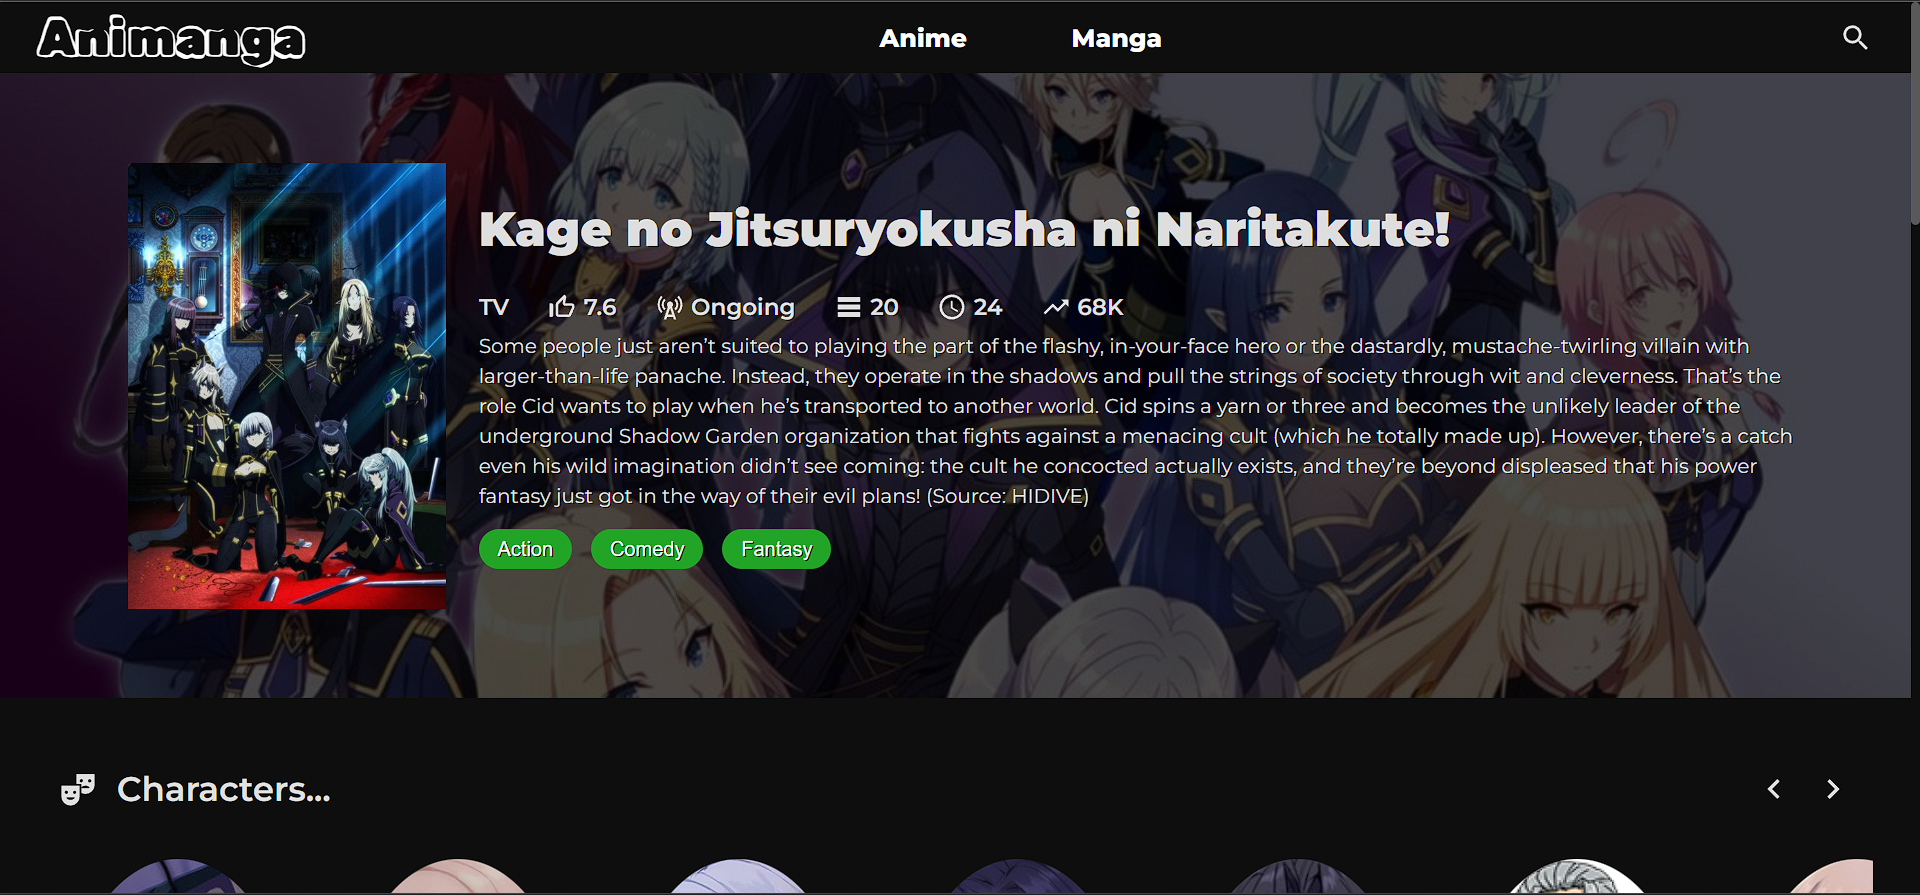 Animanga
Anime
Manga
Kage no Jitsuryokusha ni Naritakute!
TV 7.6 Ongoing 20 24 68K
Some people just aren’t suited to playing the part of the flashy, in-your-face hero or the dastardly, mustache-twirling villain with
larger-than-life panache. Instead, they operate in the shadows and pull the strings of society through wit and cleverness. That’s the
role Cid wants to play when he’s transported to another world. Cid spins a yarn or three and becomes the unlikely leader of the
underground Shadow Garden organization that fights against a menacing cult (which he totally made up). However, there’s a catch
even his wild imagination didn’t see coming: the cult he concocted actually exists, and they’re beyond displeased that his power
fantasy just got in the way of their evil plans! (Source: HIDIVE)
Action Comedy Fantasy
Characters...